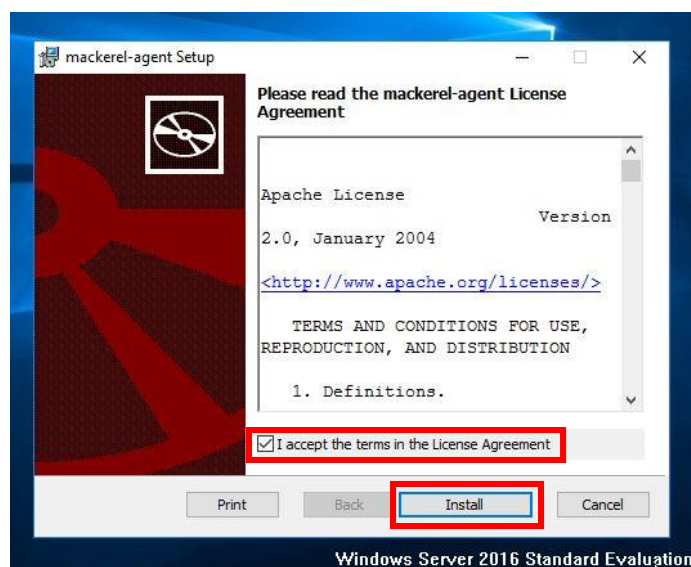 mackerel-agent Setup
Please read the mackerel-agent License
Agreement
Apache License
Version
2.0, January 2004
<http://www.apache.org/licenses/>
TERMS AND CONDITIONS FOR USE,
REPRODUCTION, AND DISTRIBUTION
1. Definitions.
I accept the terms in the License Agreement
Print Back Install Cancel
Windows Server 2016 Standard Evaluation